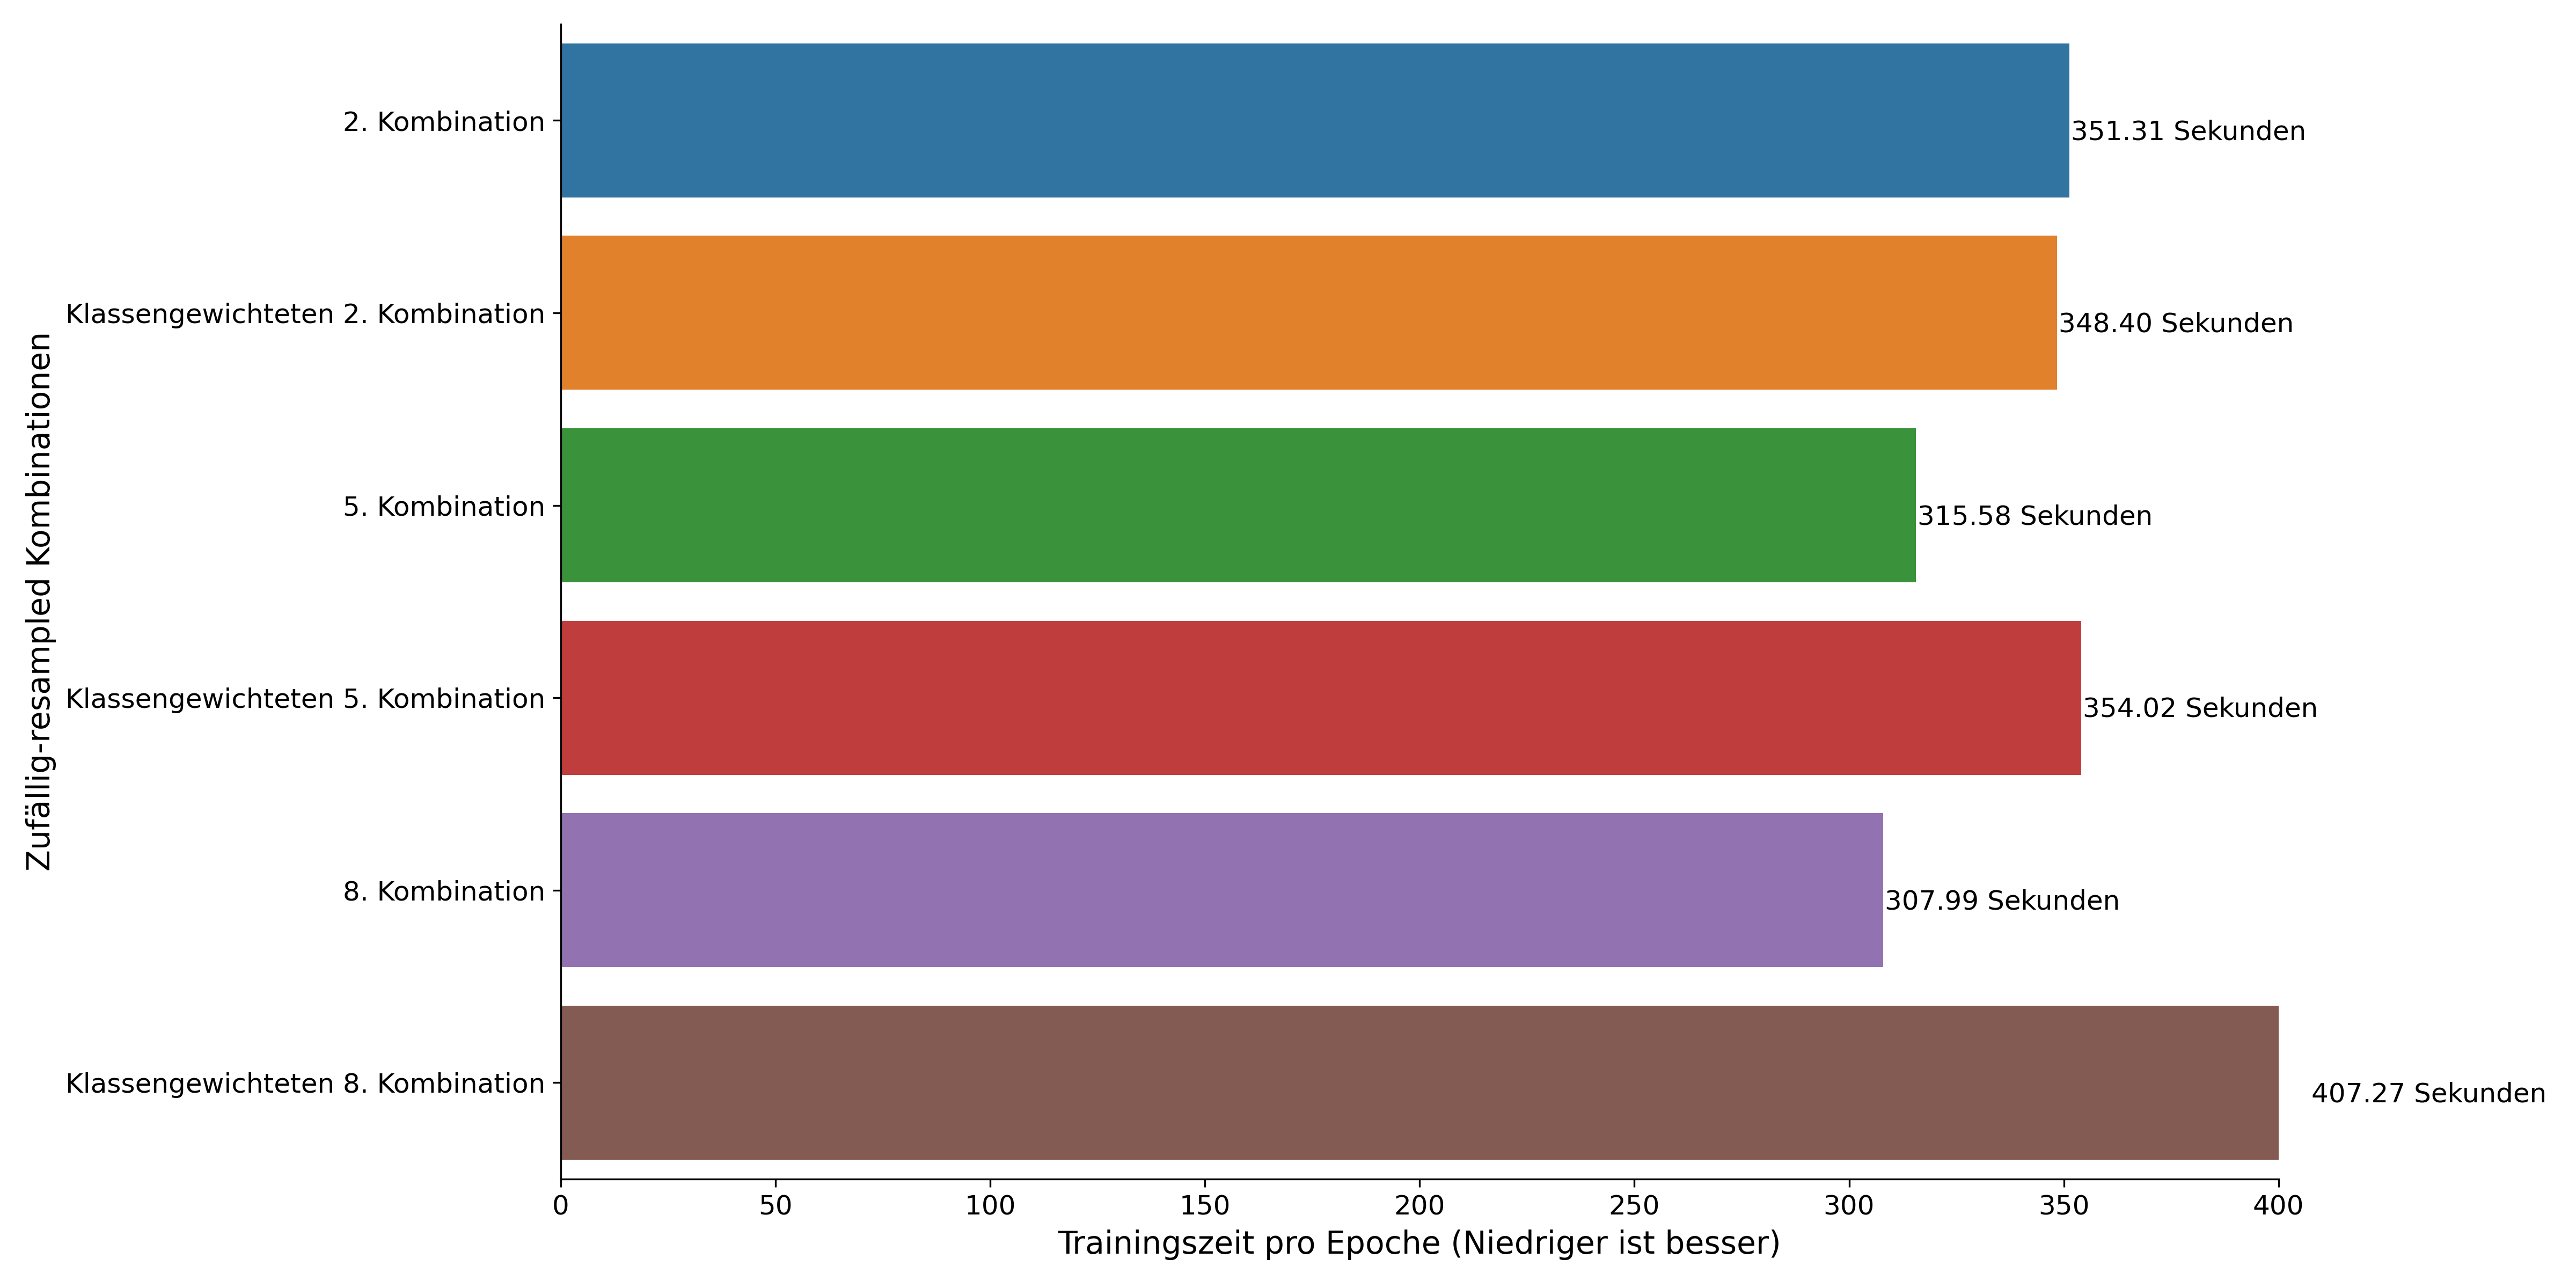 Zufällig-resampled Kombinationen
2. Kombination
351.31 Sekunden
Klassengewichteten 2. Kombination
348.40 Sekunden
5. Kombination
315.58 Sekunden
Klassengewichteten 5. Kombination
354.02 Sekunden
8. Kombination
307.99 Sekunden
Klassengewichteten 8. Kombination
407.27 Sekunden
0 50 100 150 200 250 300 350 400
Trainingszeit pro Epoche (Niedriger ist besser)